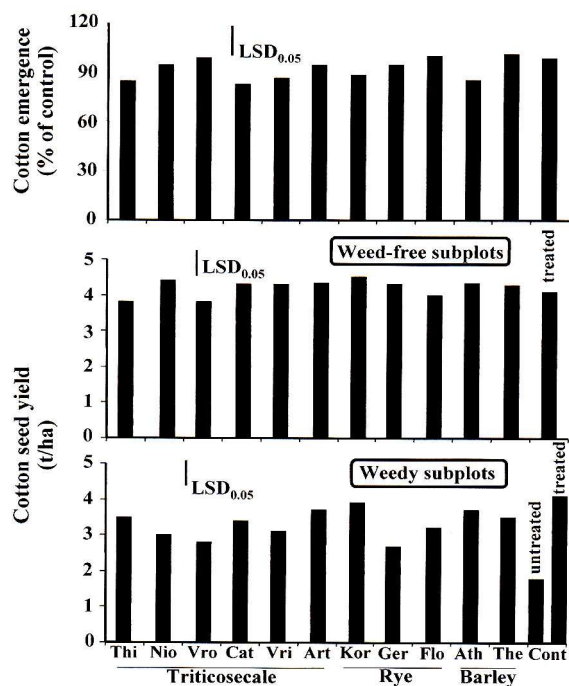 Cotton emergence
(% of control)
120
90
60
30
0
LSD0.05
Cotton seed yield
(t/ha)
5
4
3
2
1
0
LSD0.05
Weed-free subplots
treated
5
4
3
2
1
0
LSD0.05
Weedy subplots
untreated
treated
Thi Nio Vro Cat Vri Art Kor Ger Flo Ath The Cont
Triticosecale Rye Barley